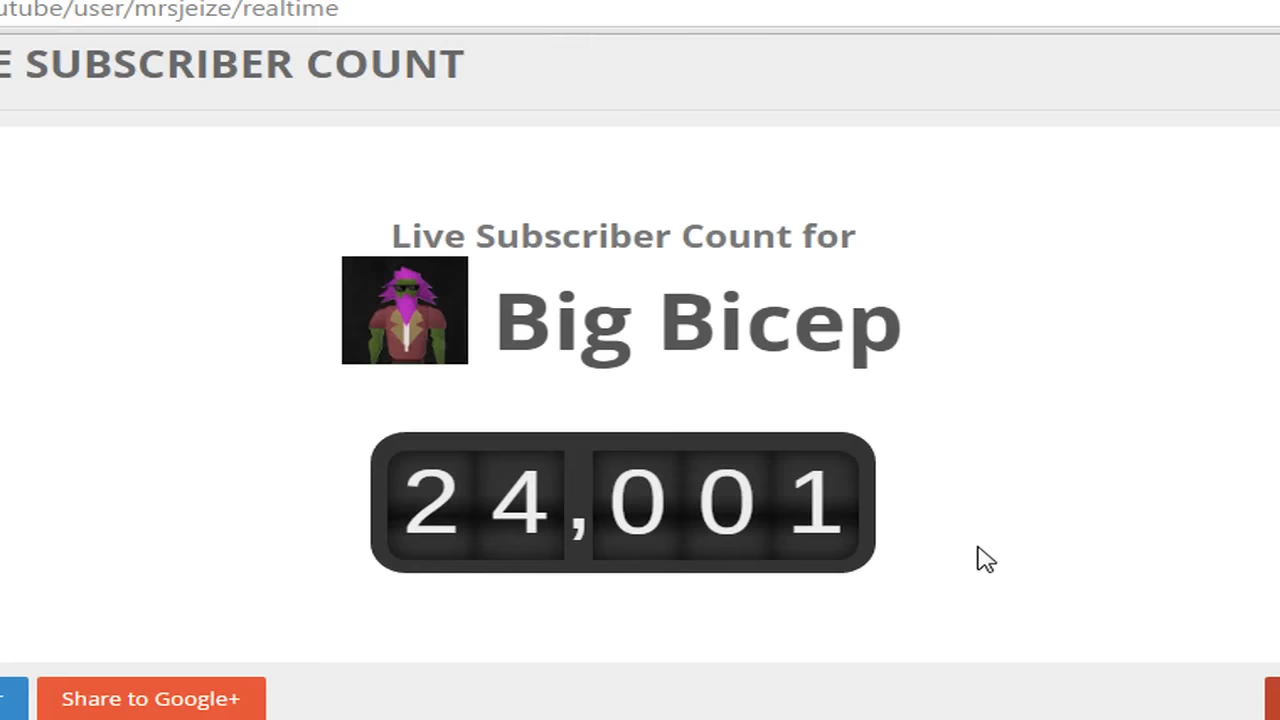 utube/user/mrsjeize/realtime
E SUBSCRIBER COUNT
Live Subscriber Count for
Big Bicep
24,001
Share to Google+